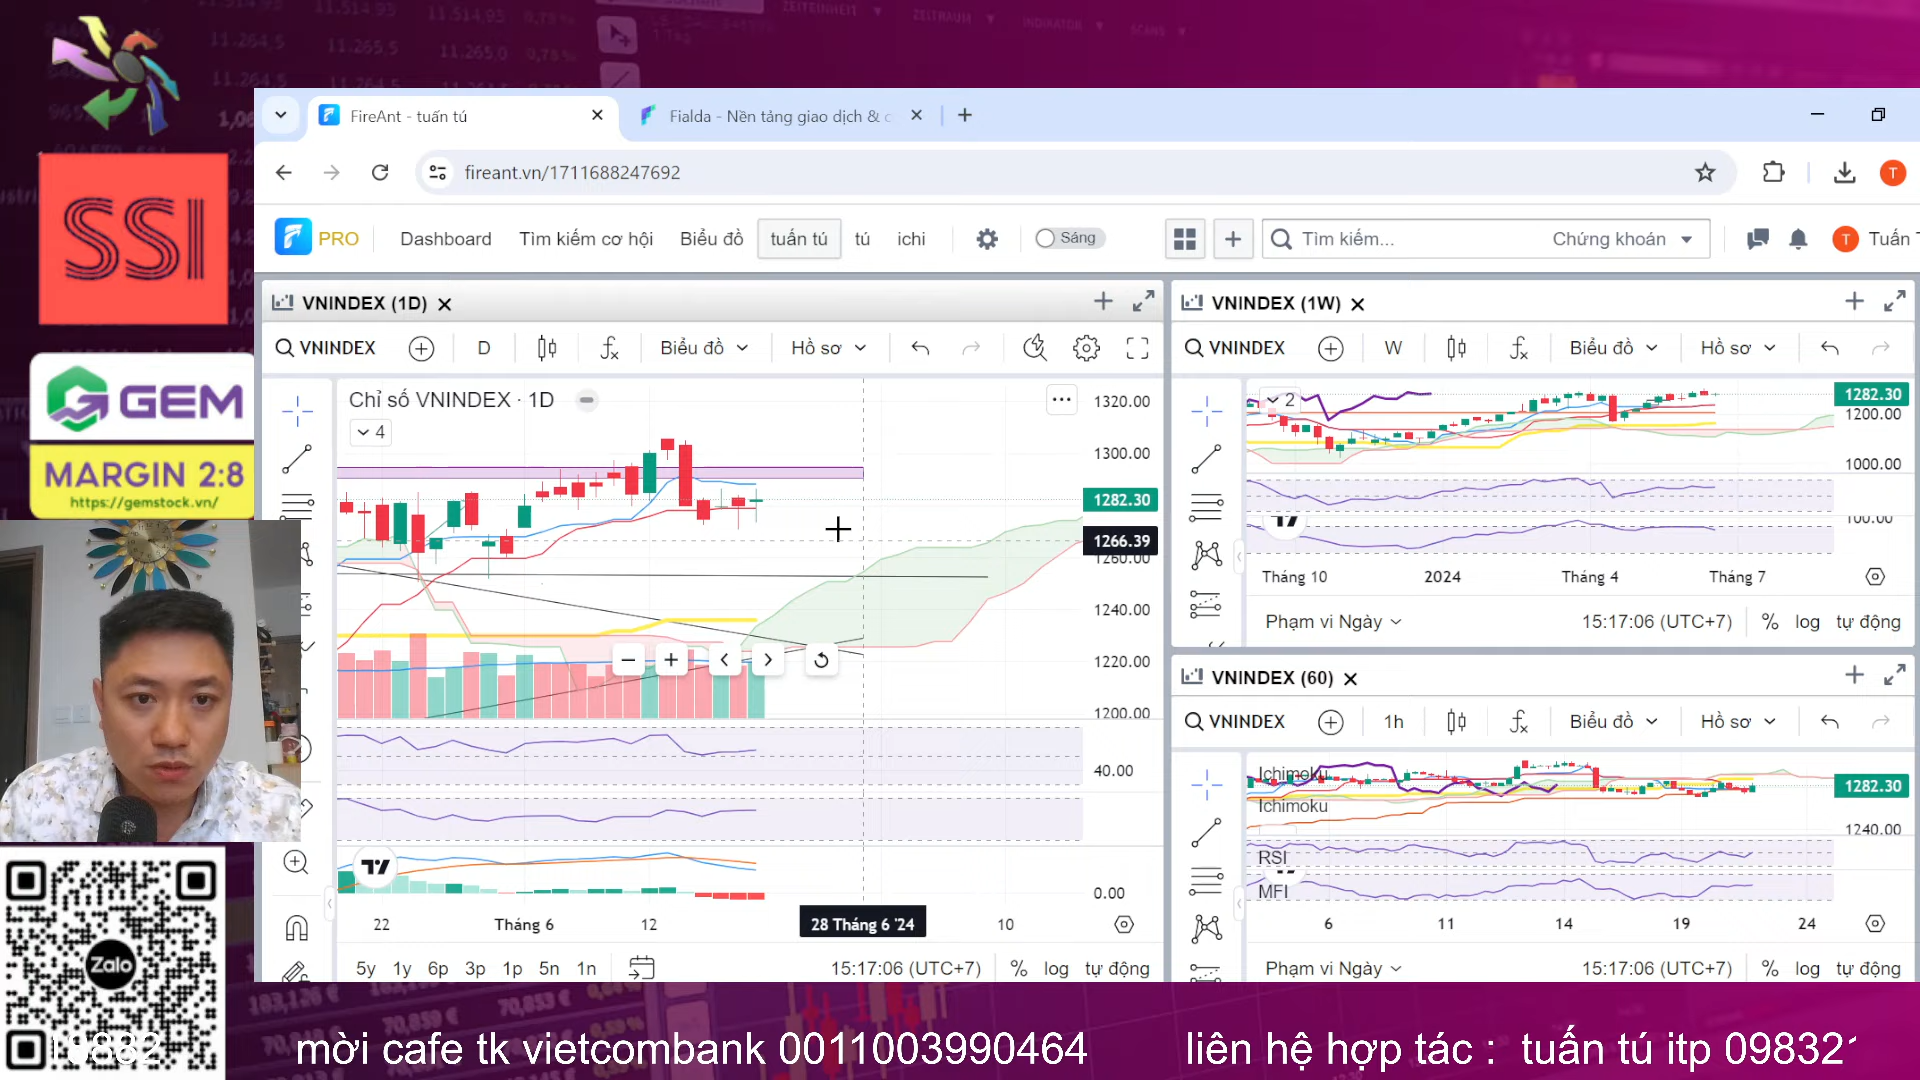 FireAnt - tuấn tú
Fialda - Nền tảng giao dịch & c
fireant.vn/1711688247692
T
PRO
Dashboard
Tìm kiếm cơ hội
Biểu đồ
tuấn tú
tú
ichi
Sáng
Tìm kiếm...
Chứng khoán
T
Tuấn T
SSI
GEM
MARGIN 2:8
https://gemstock.vn/
VNINDEX (1D)
VNINDEX
D
Biểu đồ
Hồ sơ
Chỉ số VNINDEX · 1D
4
1320.00
1300.00
1282.30
1266.39
1260.00
1240.00
1220.00
1200.00
40.00
0.00
22
Tháng 6
12
28 Tháng 6 '24
10
5y 1y 6p 3p 1p 5n 1n
15:17:06 (UTC+7)
% log tự động
VNINDEX (1W)
VNINDEX
W
Biểu đồ
Hồ sơ
2
1282.30
1200.00
1000.00
100.00
Tháng 10
2024
Tháng 4
Tháng 7
Phạm vi Ngày
15:17:06 (UTC+7)
% log tự động
VNINDEX (60)
VNINDEX
1h
Biểu đồ
Hồ sơ
Ichimoku
Ichimoku
RSI
MFI
1282.30
1240.00
6
11
14
19
24
Phạm vi Ngày
15:17:06 (UTC+7)
% log tự động
Zalo
mời cafe tk vietcombank 0011003990464
liên hệ hợp tác : tuấn tú itp 09832